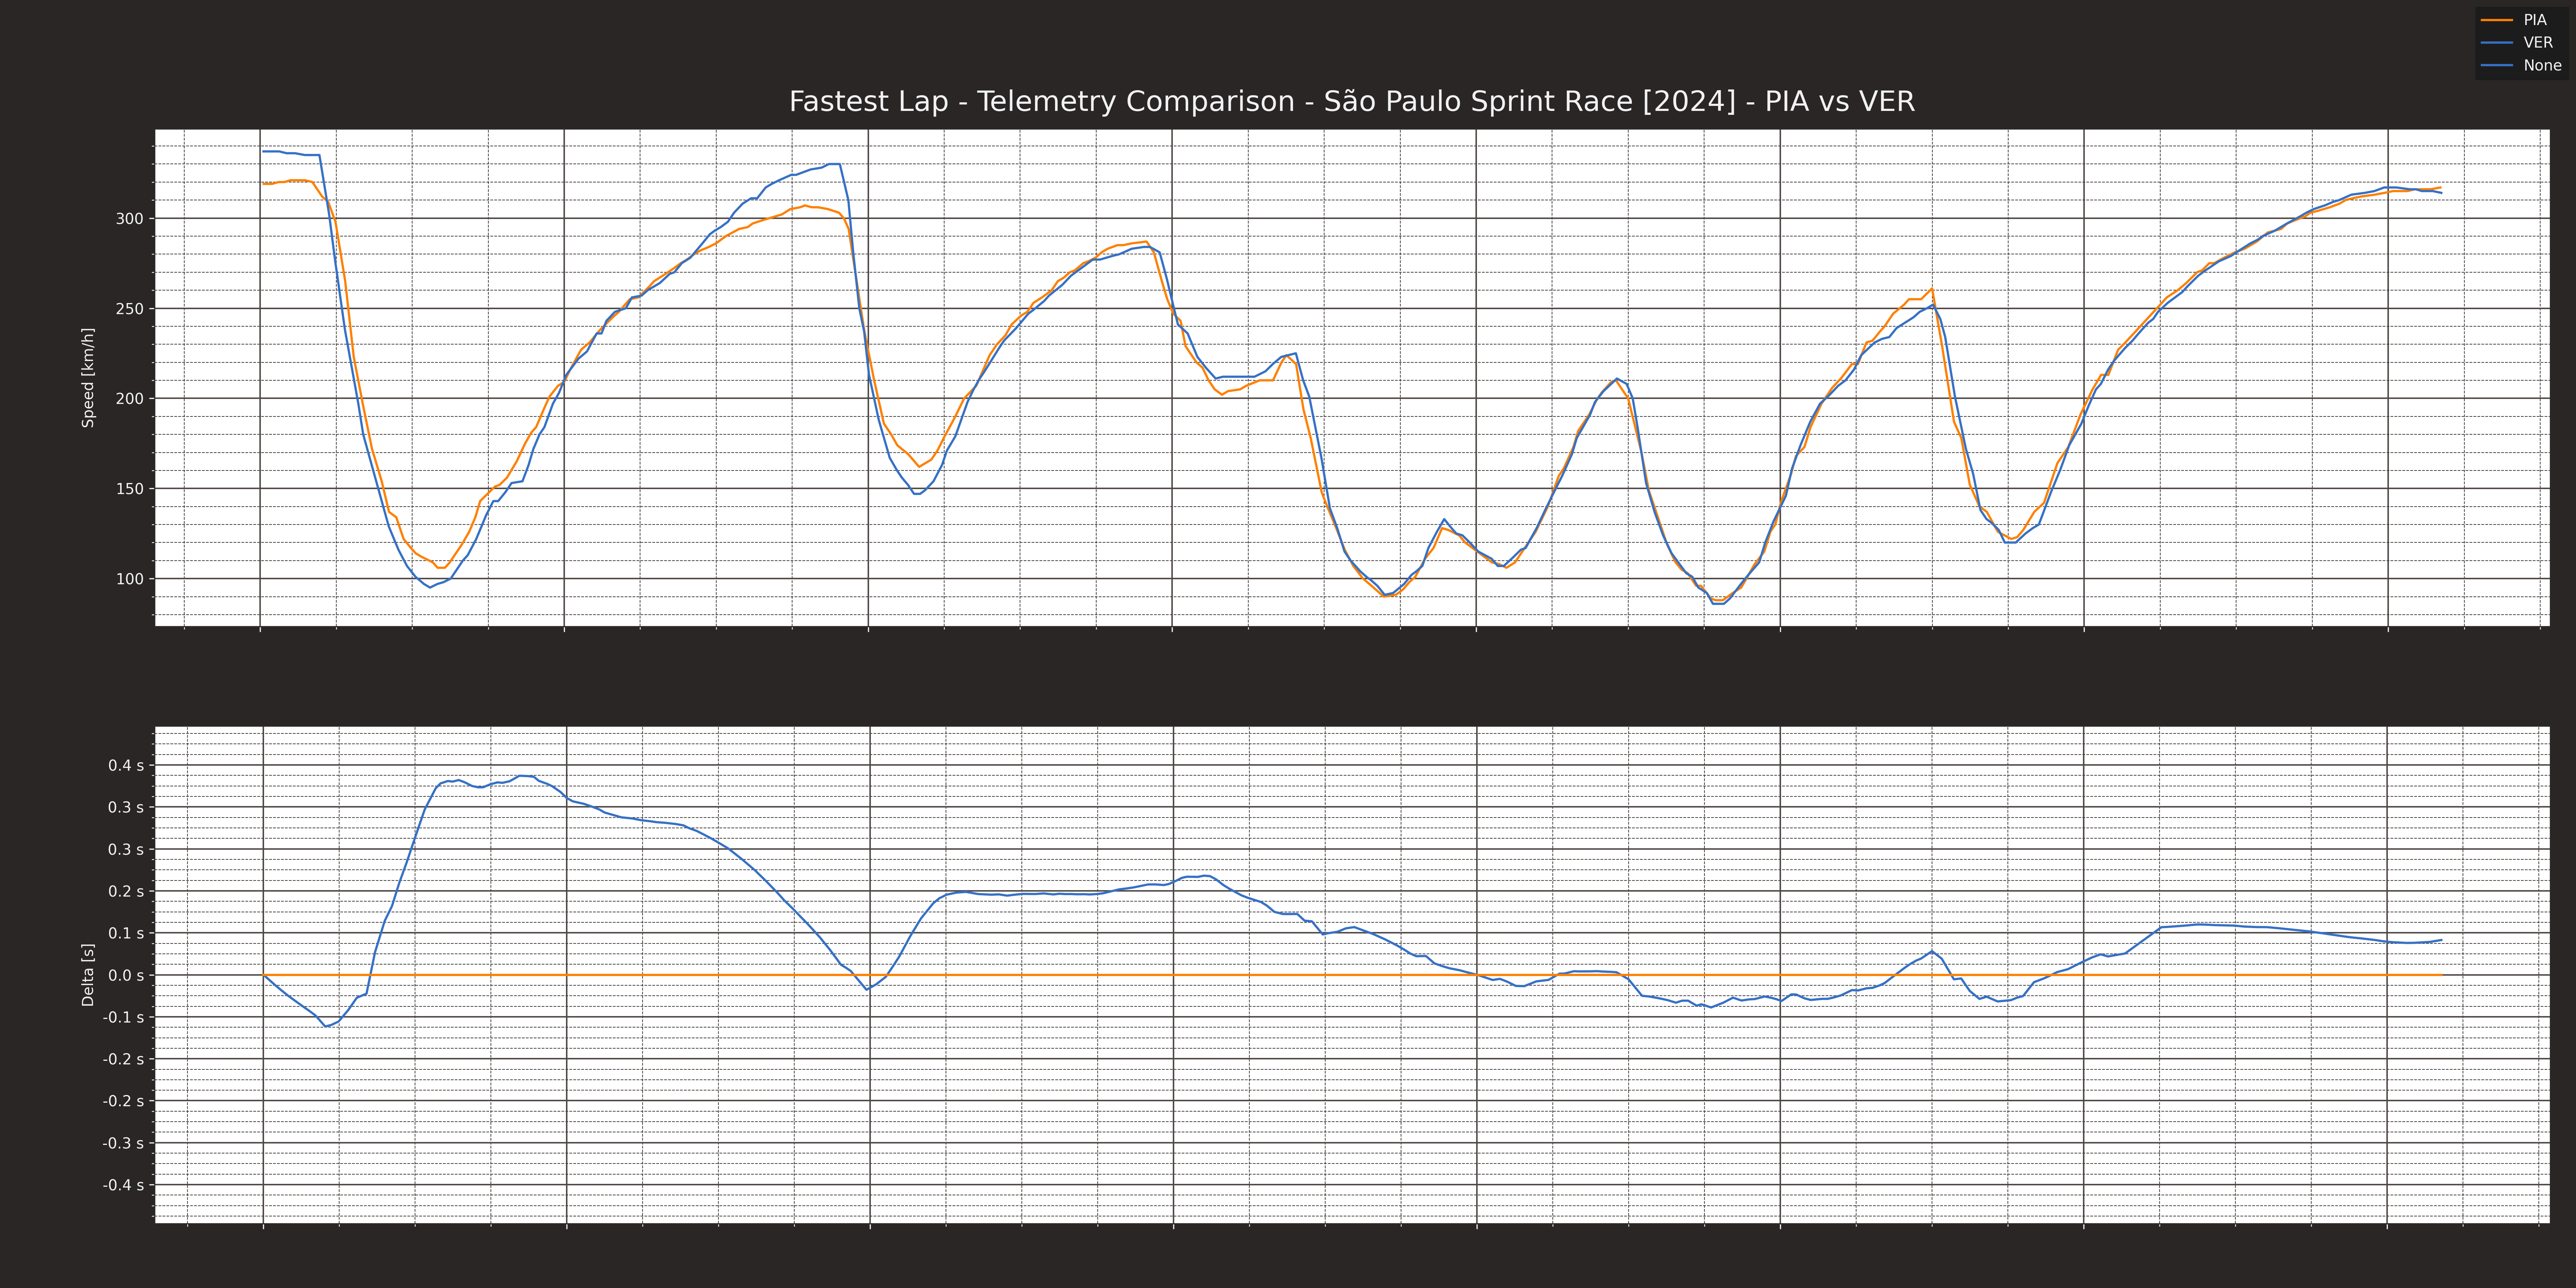 PIA
VER
None
Fastest Lap - Telemetry Comparison - São Paulo Sprint Race [2024] - PIA vs VER
Speed [km/h]
300
250
200
150
100
Delta [s]
0.4 s
0.3 s
0.3 s
0.2 s
0.1 s
0.0 s
-0.1 s
-0.2 s
-0.2 s
-0.3 s
-0.4 s